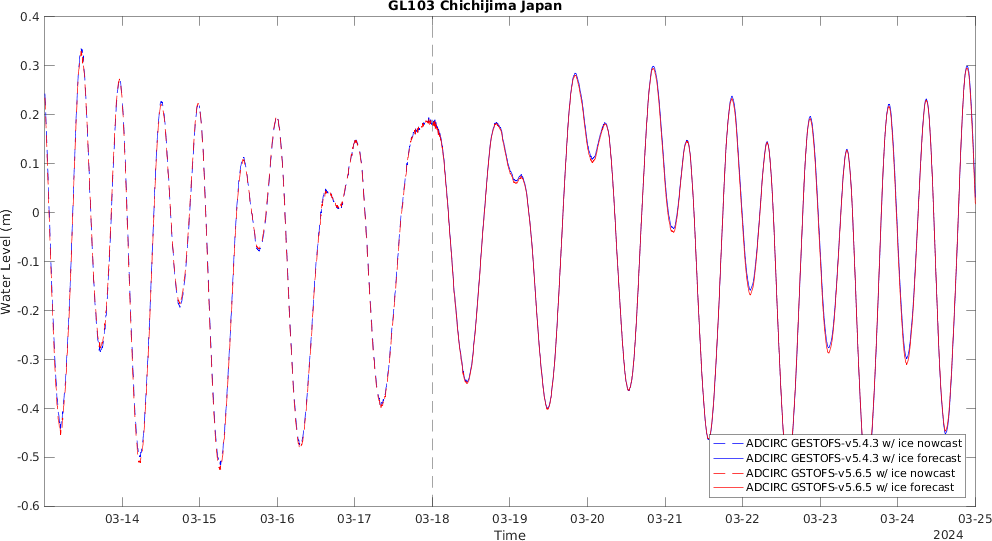 GL103 Chichijima Japan
0.4
0.3
0.2
0.1
0
-0.1
-0.2
-0.3
-0.4
-0.5
-0.6
Water Level (m)
ADCIRC GESTOFS-v5.4.3 w/ ice nowcast
ADCIRC GESTOFS-v5.4.3 w/ ice forecast
ADCIRC GSTOFS-v5.6.5 w/ ice nowcast
ADCIRC GSTOFS-v5.6.5 w/ ice forecast
03-14 03-15 03-16 03-17 03-18 03-19 03-20 03-21 03-22 03-23 03-24 03-25
Time
2024